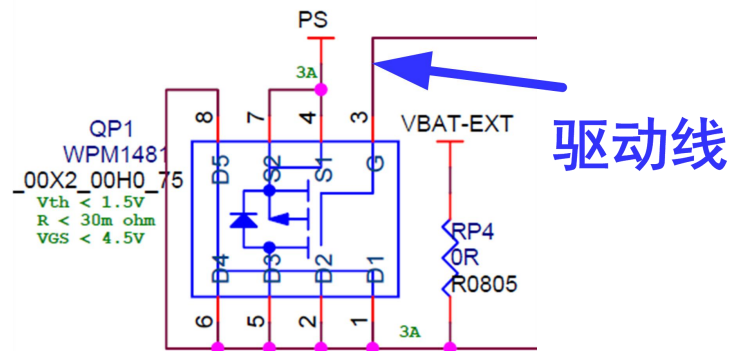 PS
3A
8
7
4
3
QP1
WPM1481
_00X2_00H0_75
Vth < 1.5V
R < 30m ohm
VGS < 4.5V
D5
S2
S1
G
VBAT-EXT
驱动线
RP4
0R
R0805
D4
D3
D2
D1
6
5
2
1
3A